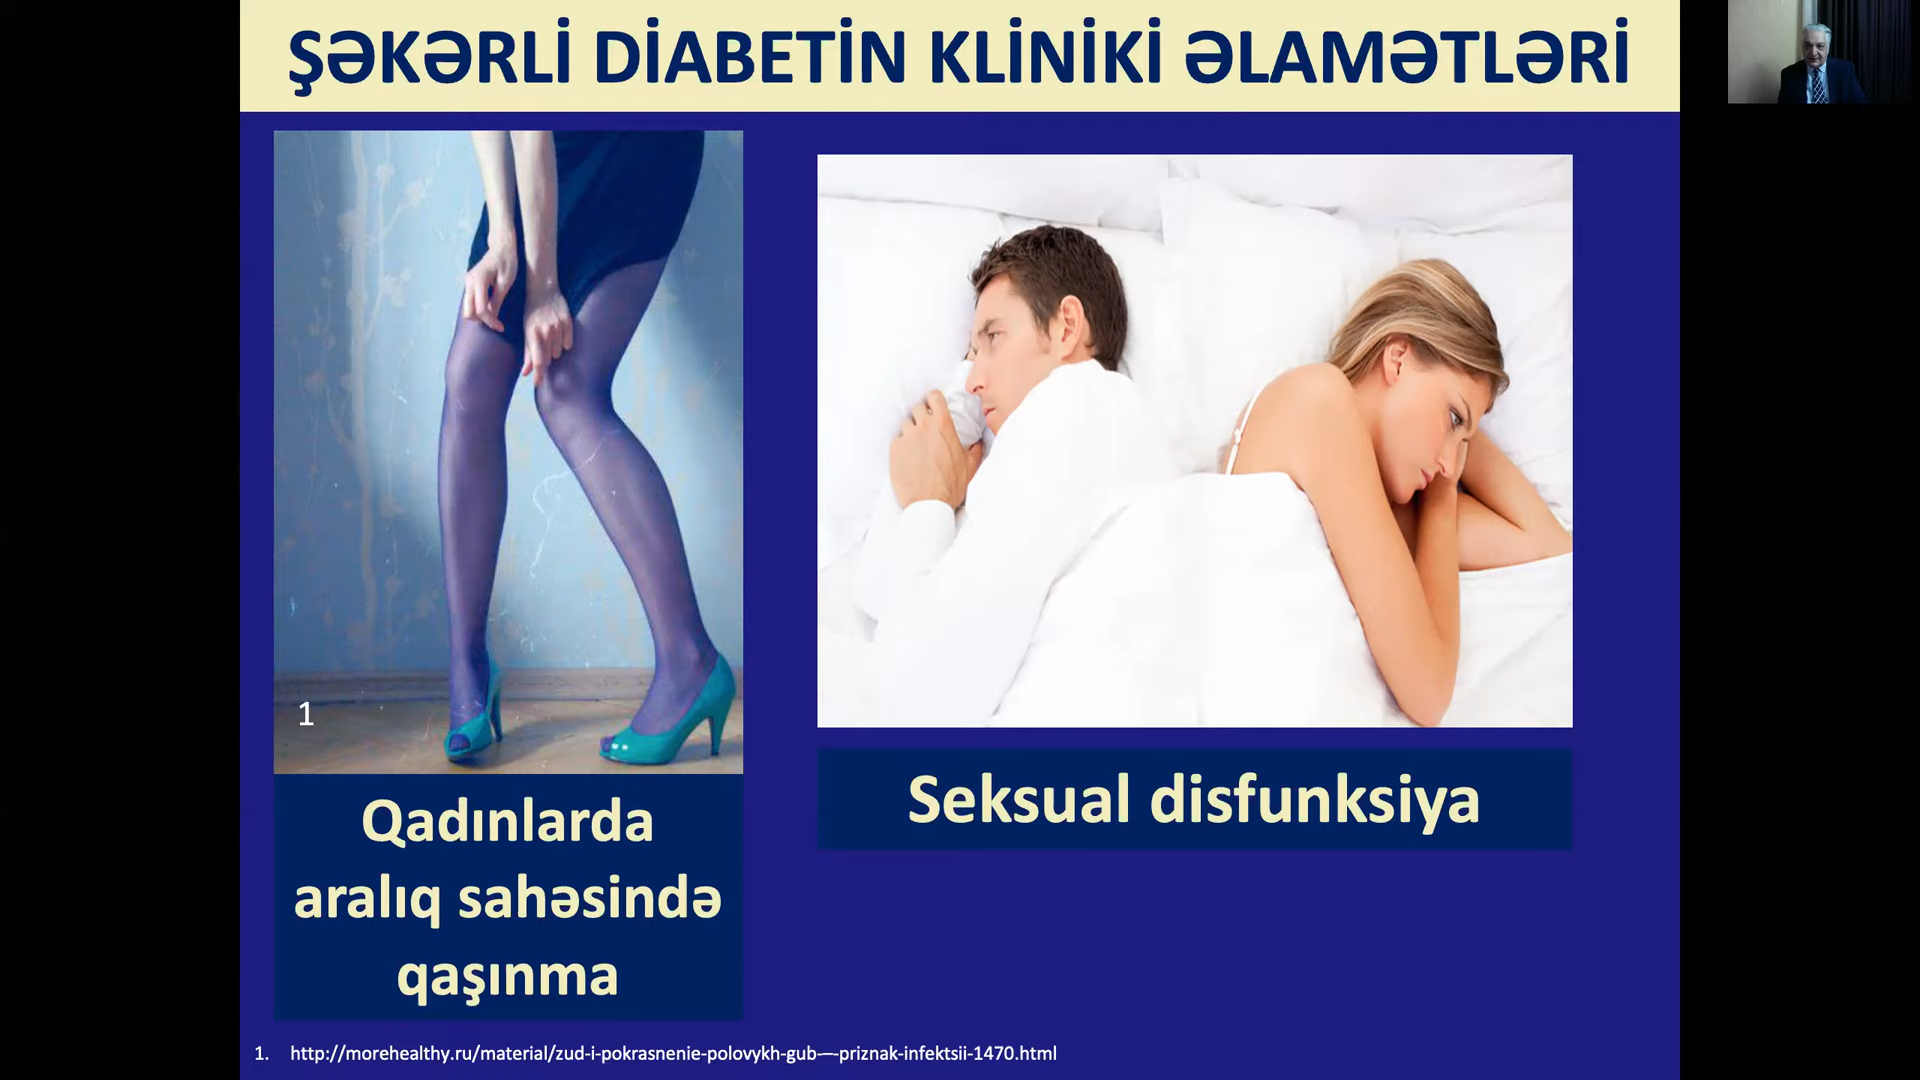 ŞƏKƏRLİ DİABETİN KLİNİKİ ƏLAMƏTLƏRİ
1
Qadınlarda
aralıq sahəsində
qaşınma
Seksual disfunksiya
1. http://morehealthy.ru/material/zud-i-pokrasnenie-polovykh-gub-–-priznak-infektsii-1470.html